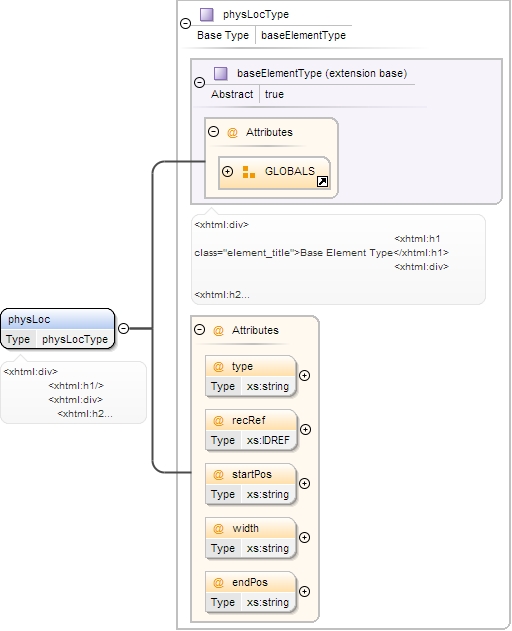 physLocType
Base Type baseElementType
baseElementType (extension base)
Abstract true
@ Attributes
GLOBALS
<xhtml:div>
<xhtml:h1
class="element_title">Base Element Type</xhtml:h1>
<xhtml:div>
<xhtml:h2...
physLoc
Type physLocType
<xhtml:div>
<xhtml:h1/>
<xhtml:div>
<xhtml:h2...
@ Attributes
@ type
Type xs:string
@ recRef
Type xs:IDREF
@ startPos
Type xs:string
@ width
Type xs:string
@ endPos
Type xs:string